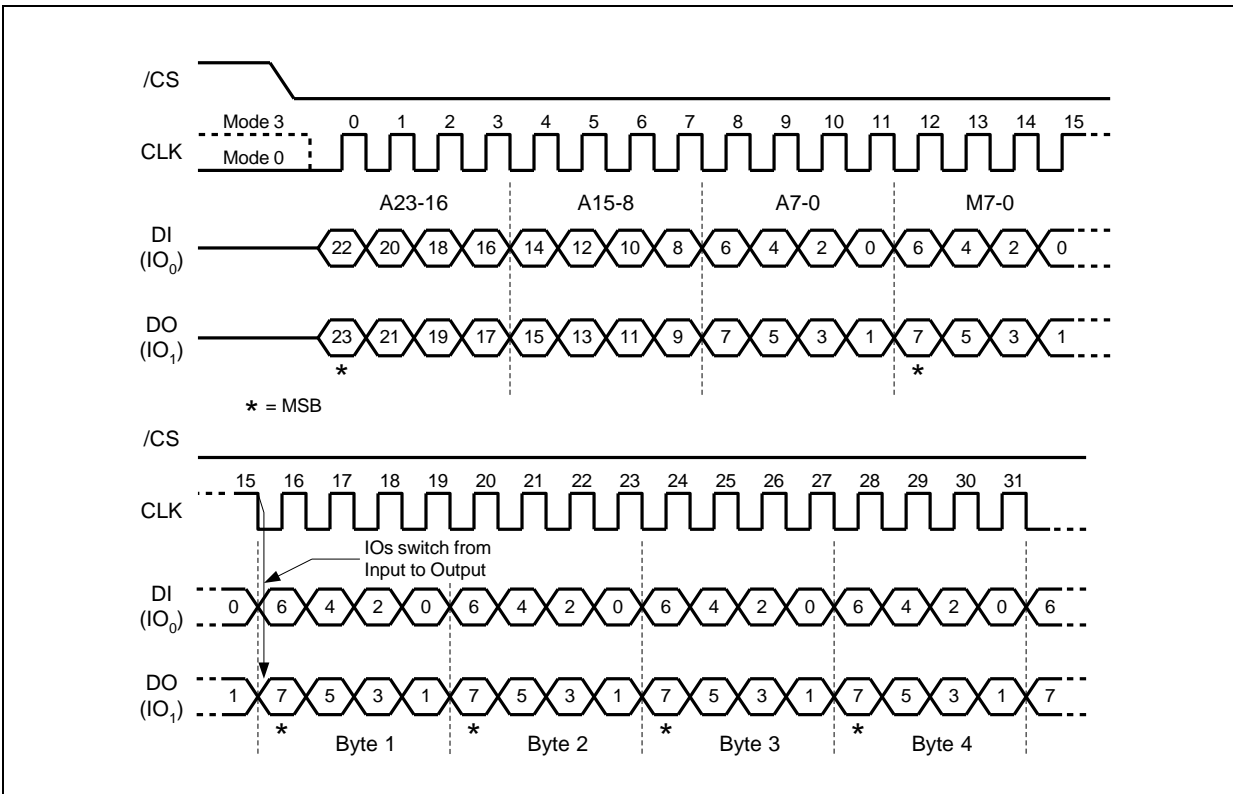 /CS
Mode 3
0 1 2 3 4 5 6 7 8 9 10 11 12 13 14 15
CLK
Mode 0
A23-16 A15-8 A7-0 M7-0
DI
(IO0)
22 20 18 16 14 12 10 8 6 4 2 0 6 4 2 0
DO
(IO1)
23 21 19 17 15 13 11 9 7 5 3 1 7 5 3 1
* *
* = MSB
/CS
15 16 17 18 19 20 21 22 23 24 25 26 27 28 29 30 31
CLK
IOs switch from
Input to Output
DI
(IO0)
0 6 4 2 0 6 4 2 0 6 4 2 0 6 4 2 0 6
DO
(IO1)
1 7 5 3 1 7 5 3 1 7 5 3 1 7 5 3 1 7
* * * *
Byte 1 Byte 2 Byte 3 Byte 4